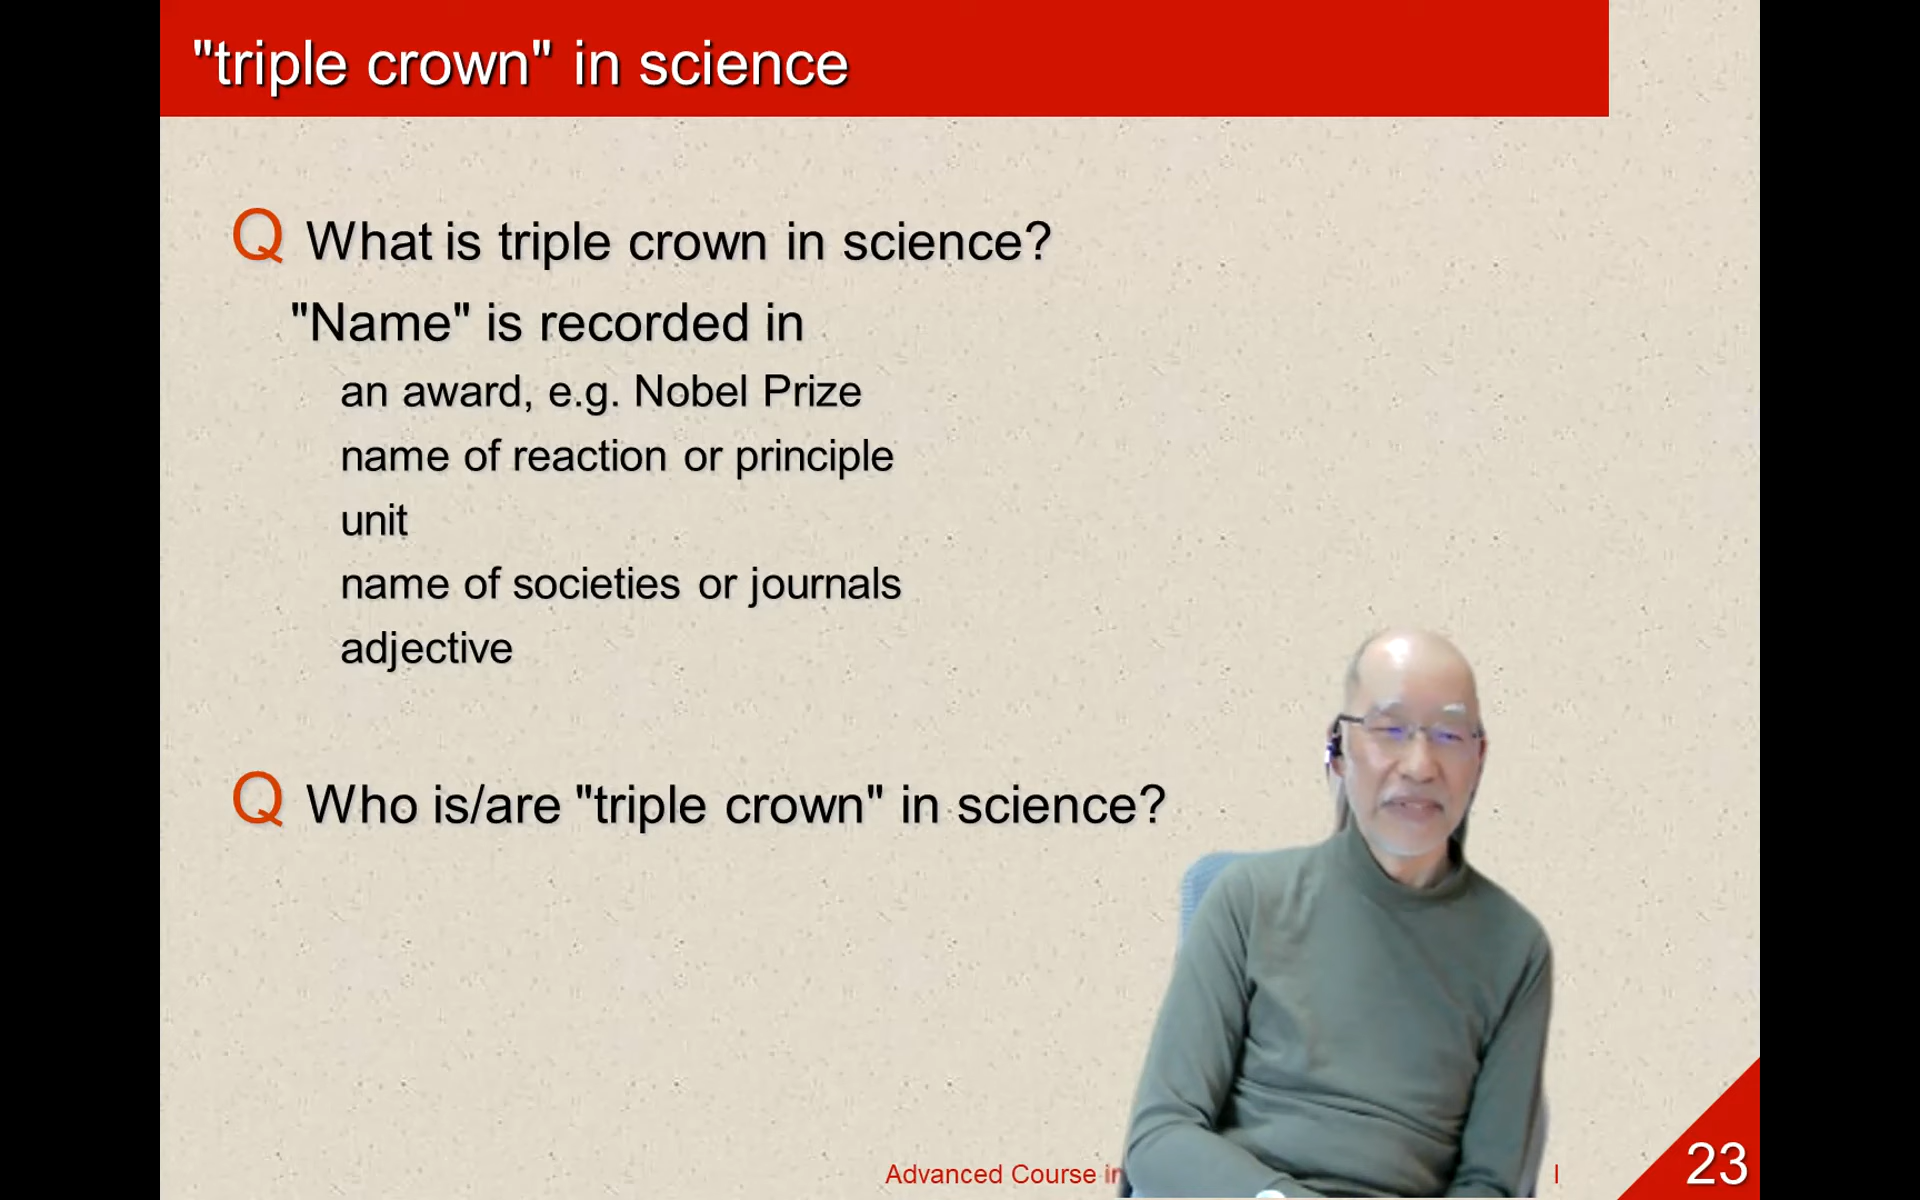 "triple crown" in science
Q What is triple crown in science?
"Name" is recorded in
an award, e.g. Nobel Prize
name of reaction or principle
unit
name of societies or journals
adjective
Q Who is/are "triple crown" in science?
Advanced Course in
23